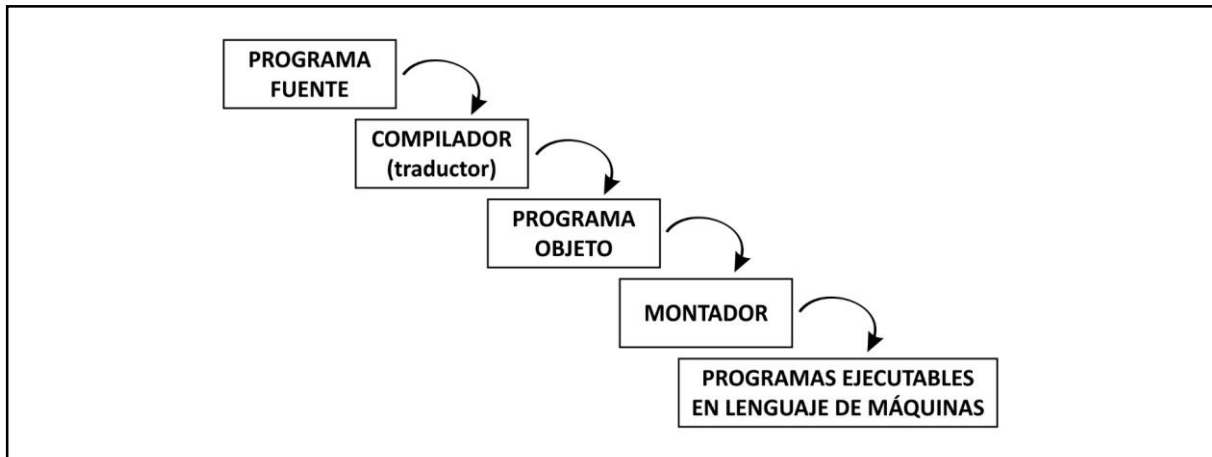 PROGRAMA
FUENTE
COMPILADOR
(traductor)
PROGRAMA
OBJETO
MONTADOR
PROGRAMAS EJECUTABLES
EN LENGUAJE DE MÁQUINAS